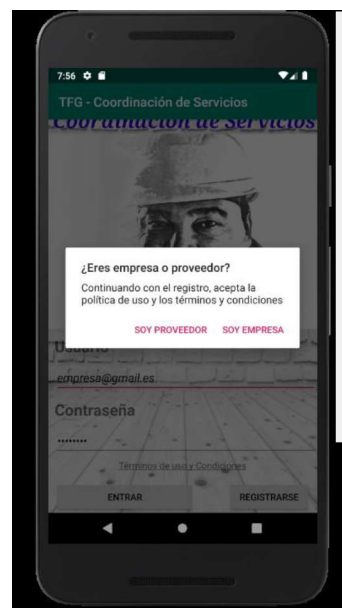 7:56
TFG - Coordinación de Servicios
Coordinación de Servicios
¿Eres empresa o proveedor?
Continuando con el registro, acepta la
política de uso y los términos y condiciones
SOY PROVEEDOR SOY EMPRESA
Usuario
empresa@gmail.es
Contraseña
••••••••
Términos de uso y Condiciones
ENTRAR REGISTRARSE